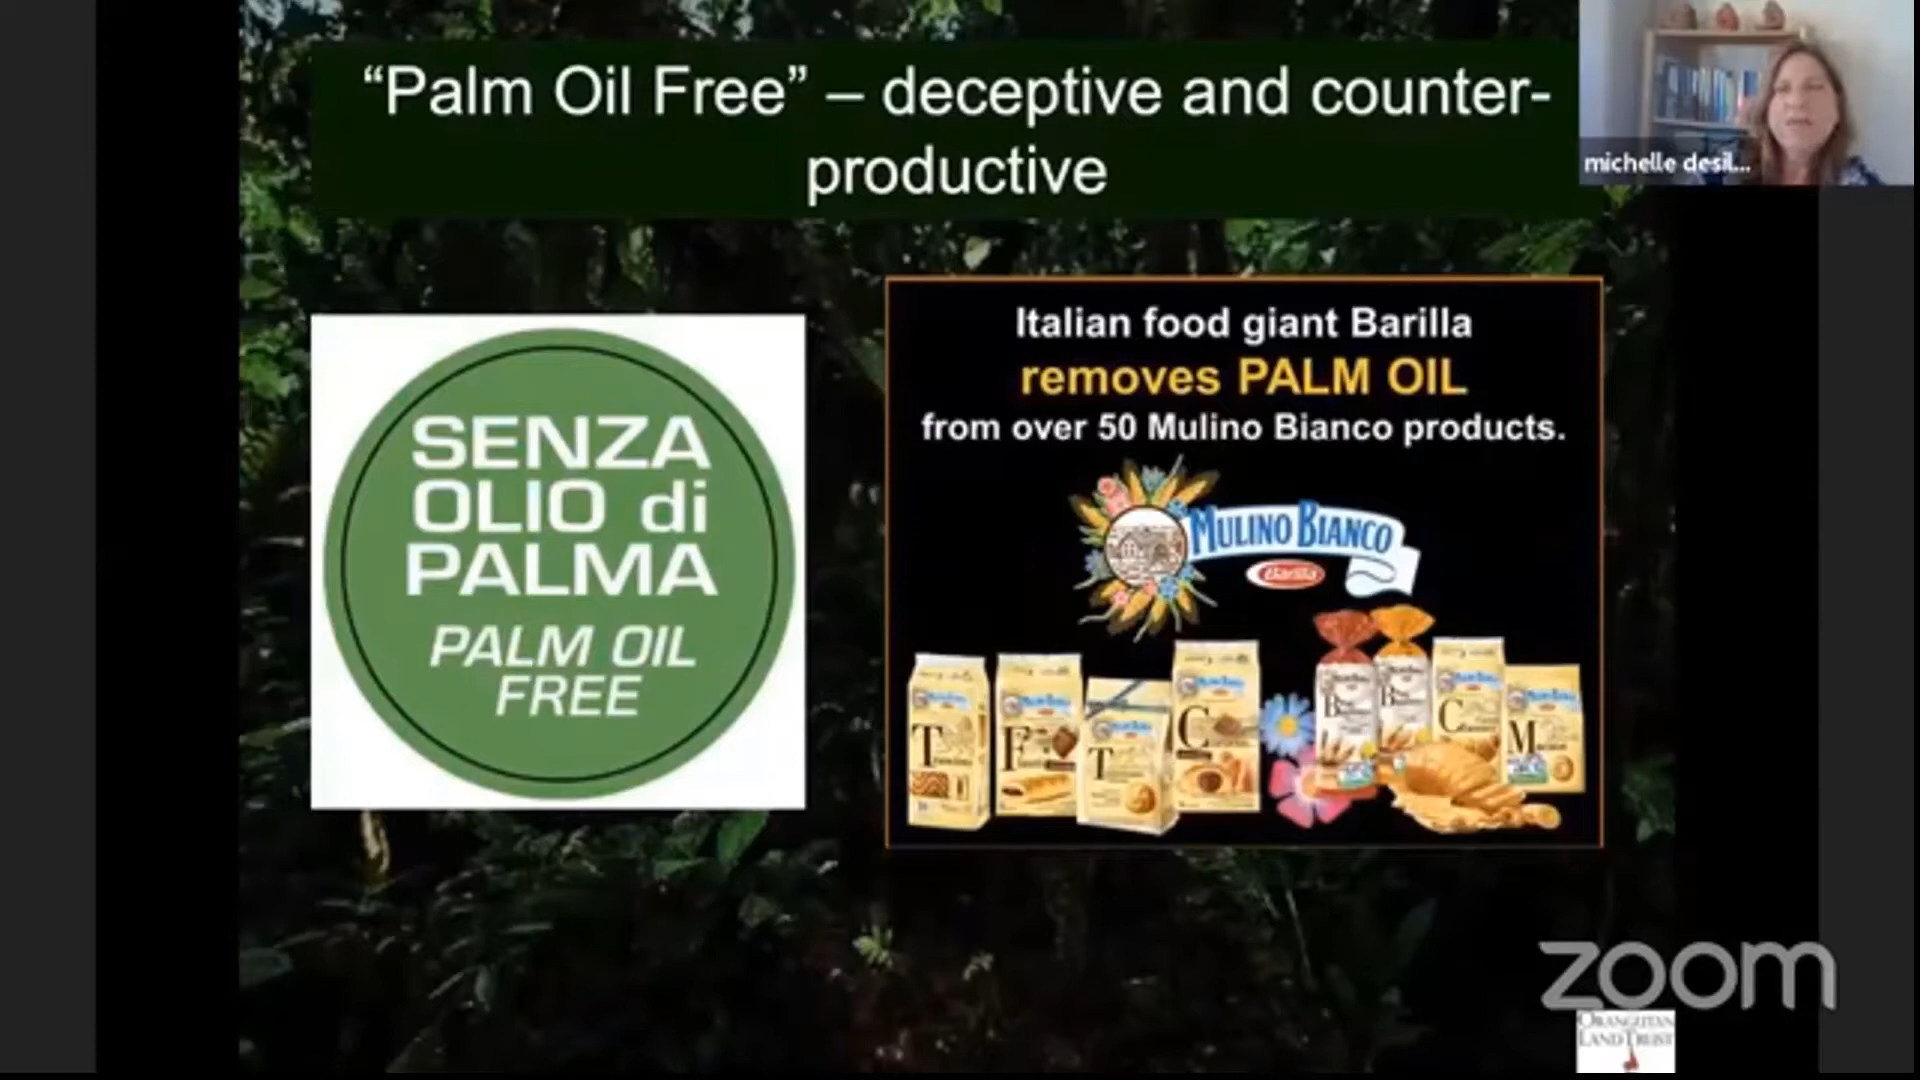 “Palm Oil Free” – deceptive and counter-
productive
michelle desil...
SENZA
OLIO di
PALMA
PALM OIL
FREE
Italian food giant Barilla
removes PALM OIL
from over 50 Mulino Bianco products.
MULINO BIANCO
Barilla
zoom
ORANGUTAN
LAND TRUST